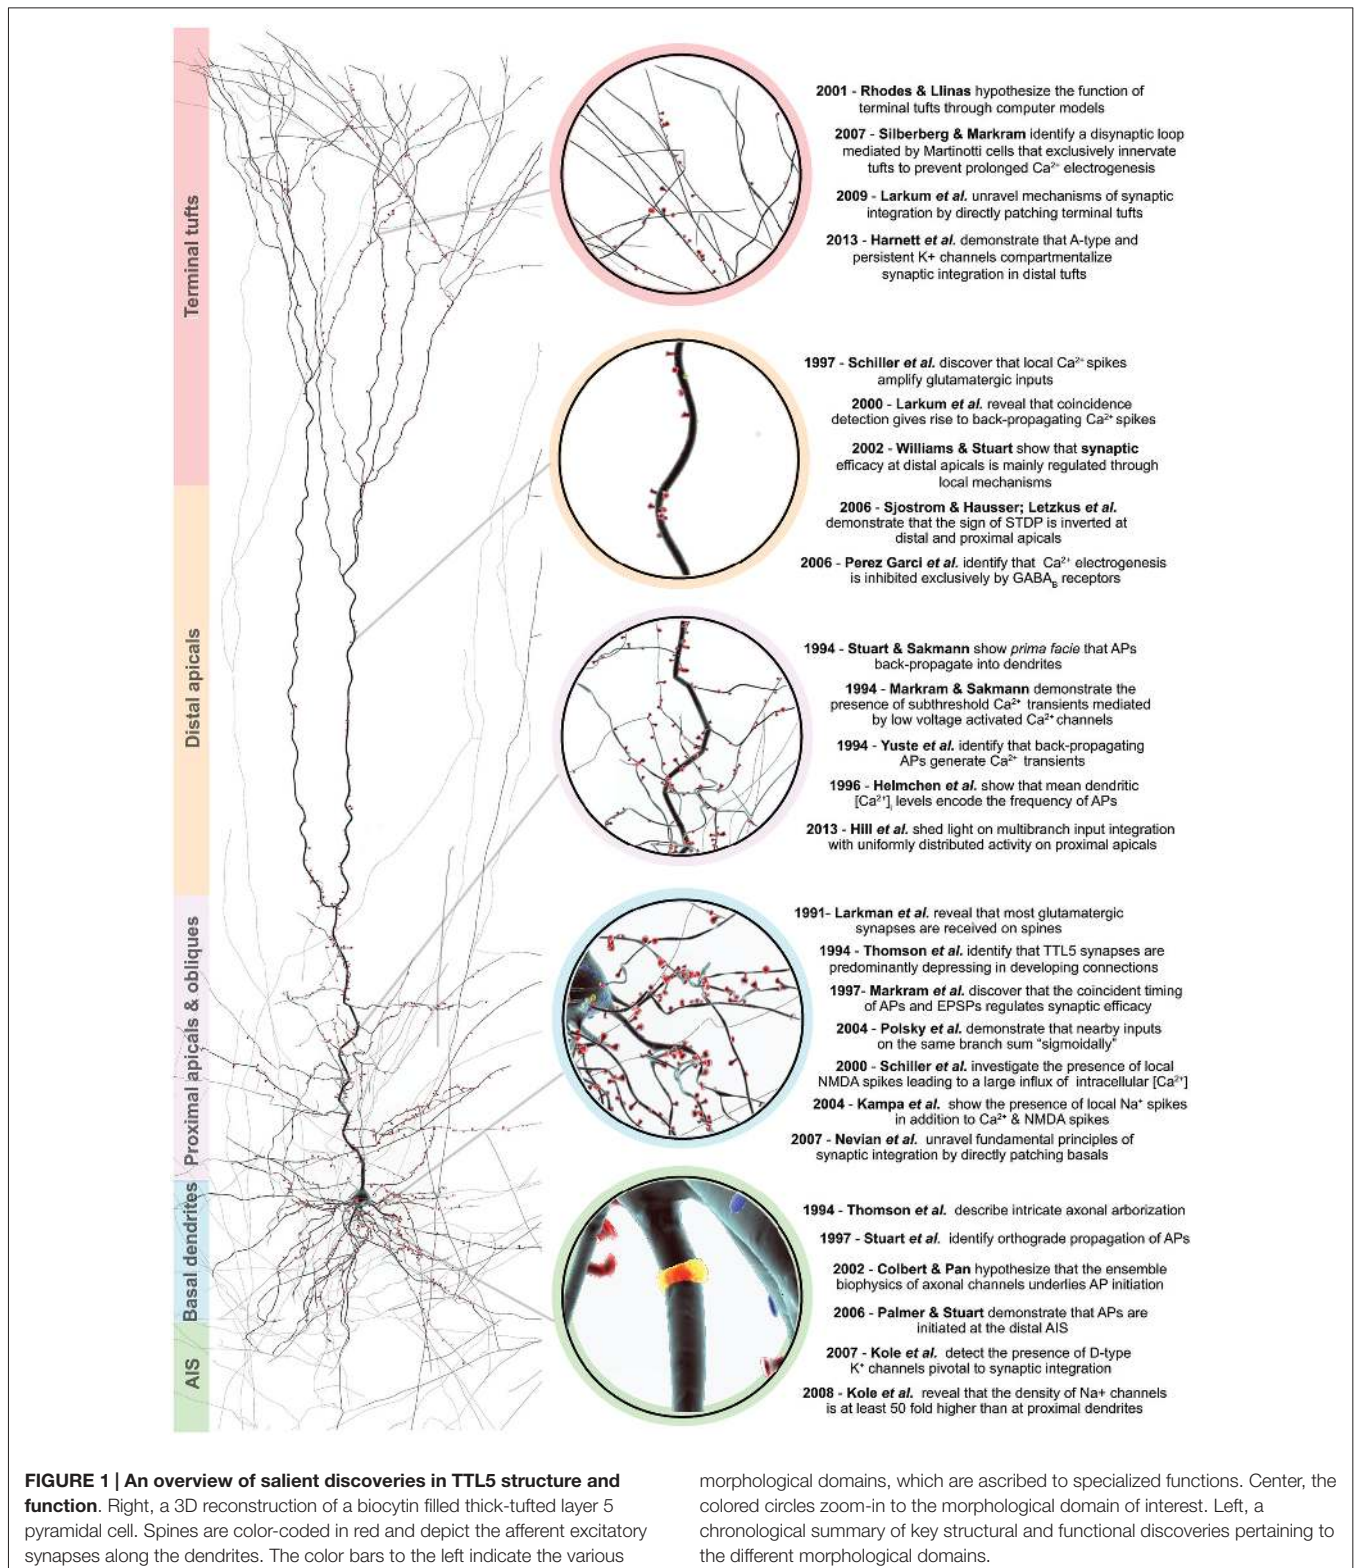 Terminal tufts
2001 - Rhodes & Llinas hypothesize the function of
terminal tufts through computer models
2007 - Silberberg & Markram identify a disynaptic loop
mediated by Martinotti cells that exclusively innervate
tufts to prevent prolonged Ca²⁺ electrogenesis
2009 - Larkum et al. unravel mechanisms of synaptic
integration by directly patching terminal tufts
2013 - Harnett et al. demonstrate that A-type and
persistent K+ channels compartmentalize
synaptic integration in distal tufts
Distal apicals
1997 - Schiller et al. discover that local Ca²⁺ spikes
amplify glutamatergic inputs
2000 - Larkum et al. reveal that coincidence
detection gives rise to back-propagating Ca²⁺ spikes
2002 - Williams & Stuart show that synaptic
efficacy at distal apicals is mainly regulated through
local mechanisms
2006 - Sjostrom & Hausser; Letzkus et al.
demonstrate that the sign of STDP is inverted at
distal and proximal apicals
2006 - Perez Garci et al. identify that Ca²⁺ electrogenesis
is inhibited exclusively by GABA_B receptors
Proximal apicals & obliques
1994 - Stuart & Sakmann show prima facie that APs
back-propagate into dendrites
1994 - Markram & Sakmann demonstrate the
presence of subthreshold Ca²⁺ transients mediated
by low voltage activated Ca²⁺ channels
1994 - Yuste et al. identify that back-propagating
APs generate Ca²⁺ transients
1996 - Helmchen et al. show that mean dendritic
[Ca²⁺]ᵢ levels encode the frequency of APs
2013 - Hill et al. shed light on multibranch input integration
with uniformly distributed activity on proximal apicals
Basal dendrites
1991- Larkman et al. reveal that most glutamatergic
synapses are received on spines
1994 - Thomson et al. identify that TTL5 synapses are
predominantly depressing in developing connections
1997- Markram et al. discover that the coincident timing
of APs and EPSPs regulates synaptic efficacy
2004 - Polsky et al. demonstrate that nearby inputs
on the same branch sum "sigmoidally"
2000 - Schiller et al. investigate the presence of local
NMDA spikes leading to a large influx of intracellular [Ca²⁺]
2004 - Kampa et al. show the presence of local Na⁺ spikes
in addition to Ca²⁺ & NMDA spikes
2007 - Nevian et al. unravel fundamental principles of
synaptic integration by directly patching basals
AIS
1994 - Thomson et al. describe intricate axonal arborization
1997 - Stuart et al. identify orthograde propagation of APs
2002 - Colbert & Pan hypothesize that the ensemble
biophysics of axonal channels underlies AP initiation
2006 - Palmer & Stuart demonstrate that APs are
initiated at the distal AIS
2007 - Kole et al. detect the presence of D-type
K⁺ channels pivotal to synaptic integration
2008 - Kole et al. reveal that the density of Na+ channels
is at least 50 fold higher than at proximal dendrites
FIGURE 1 | An overview of salient discoveries in TTL5 structure and
function. Right, a 3D reconstruction of a biocytin filled thick-tufted layer 5
pyramidal cell. Spines are color-coded in red and depict the afferent excitatory
synapses along the dendrites. The color bars to the left indicate the various
morphological domains, which are ascribed to specialized functions. Center, the
colored circles zoom-in to the morphological domain of interest. Left, a
chronological summary of key structural and functional discoveries pertaining to
the different morphological domains.